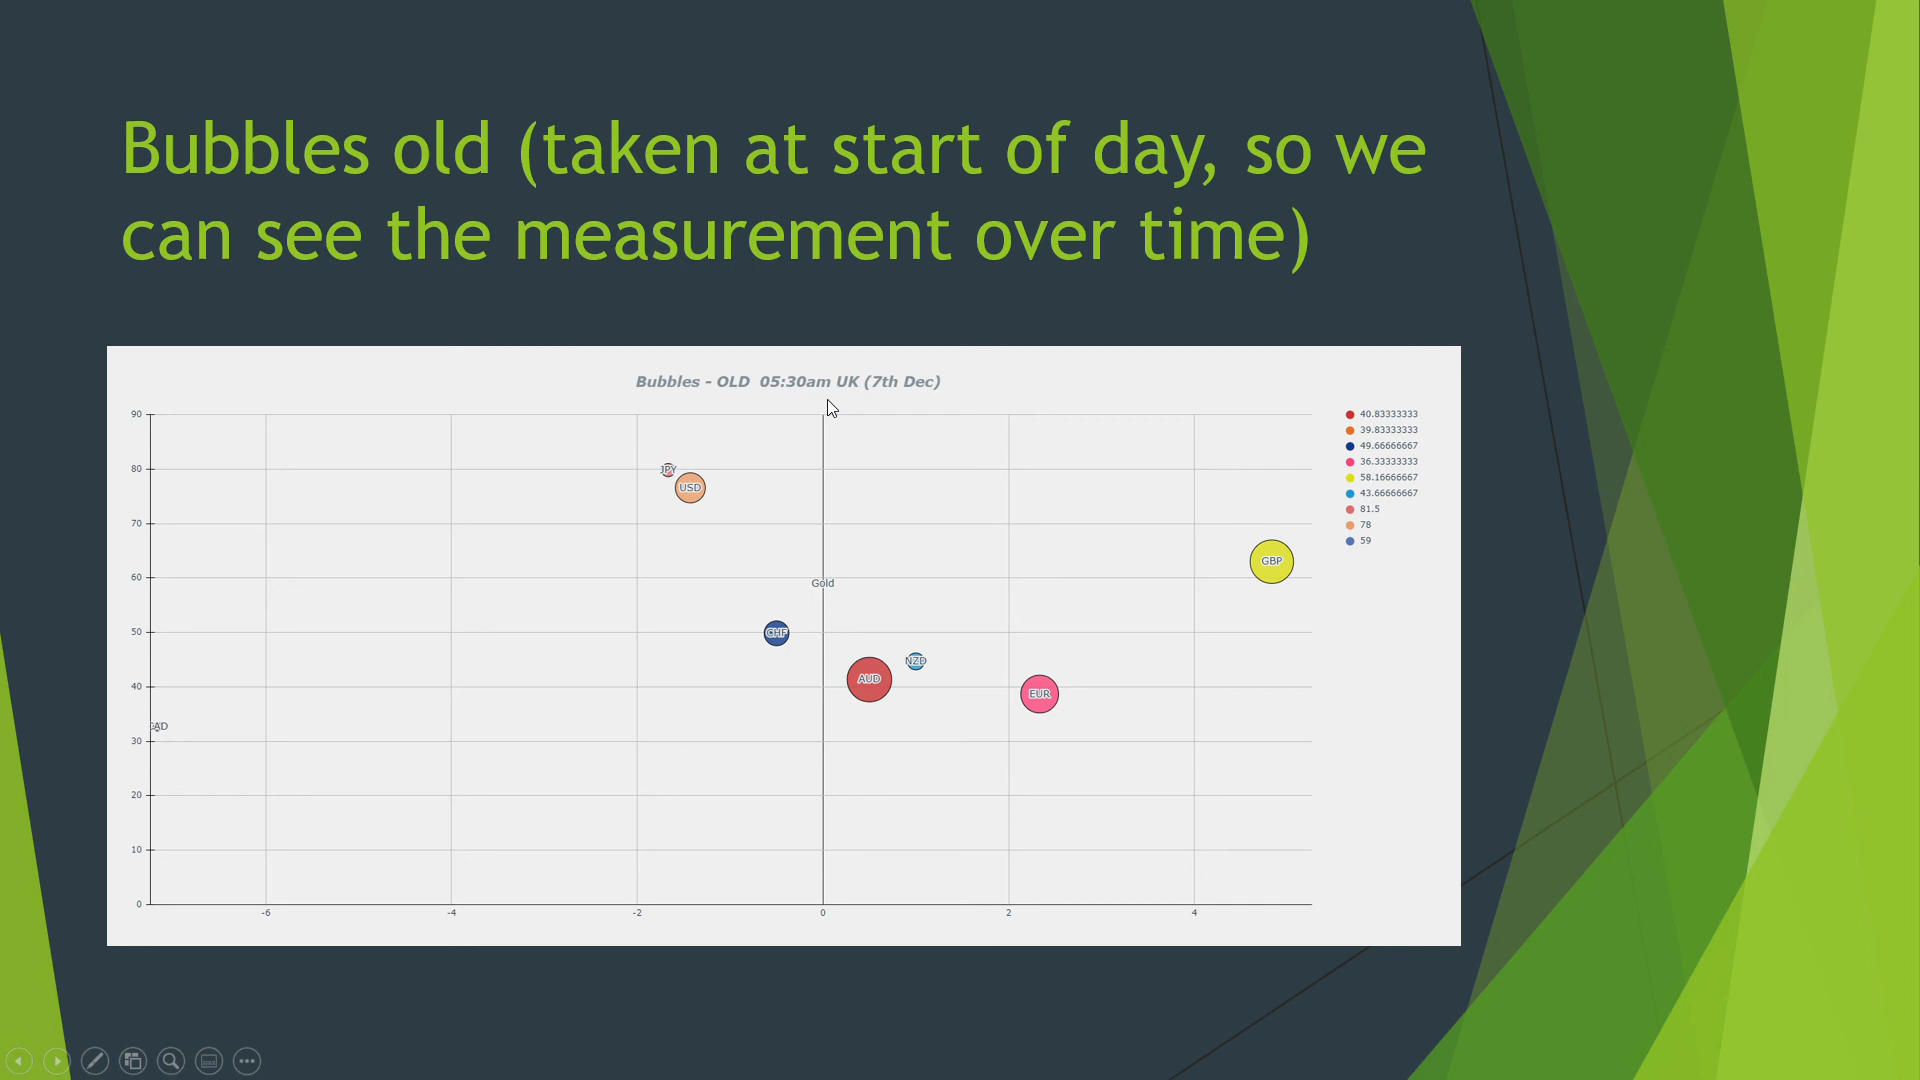 Bubbles old (taken at start of day, so we
can see the measurement over time)
Bubbles - OLD 05:30am UK (7th Dec)
90
80
70
60
50
40
30
20
10
0
-6
-4
-2
0
2
4
JPY
USD
GBP
Gold
CHF
NZD
AUD
EUR
40.83333333
39.83333333
49.66666667
36.33333333
58.16666667
43.66666667
81.5
78
59